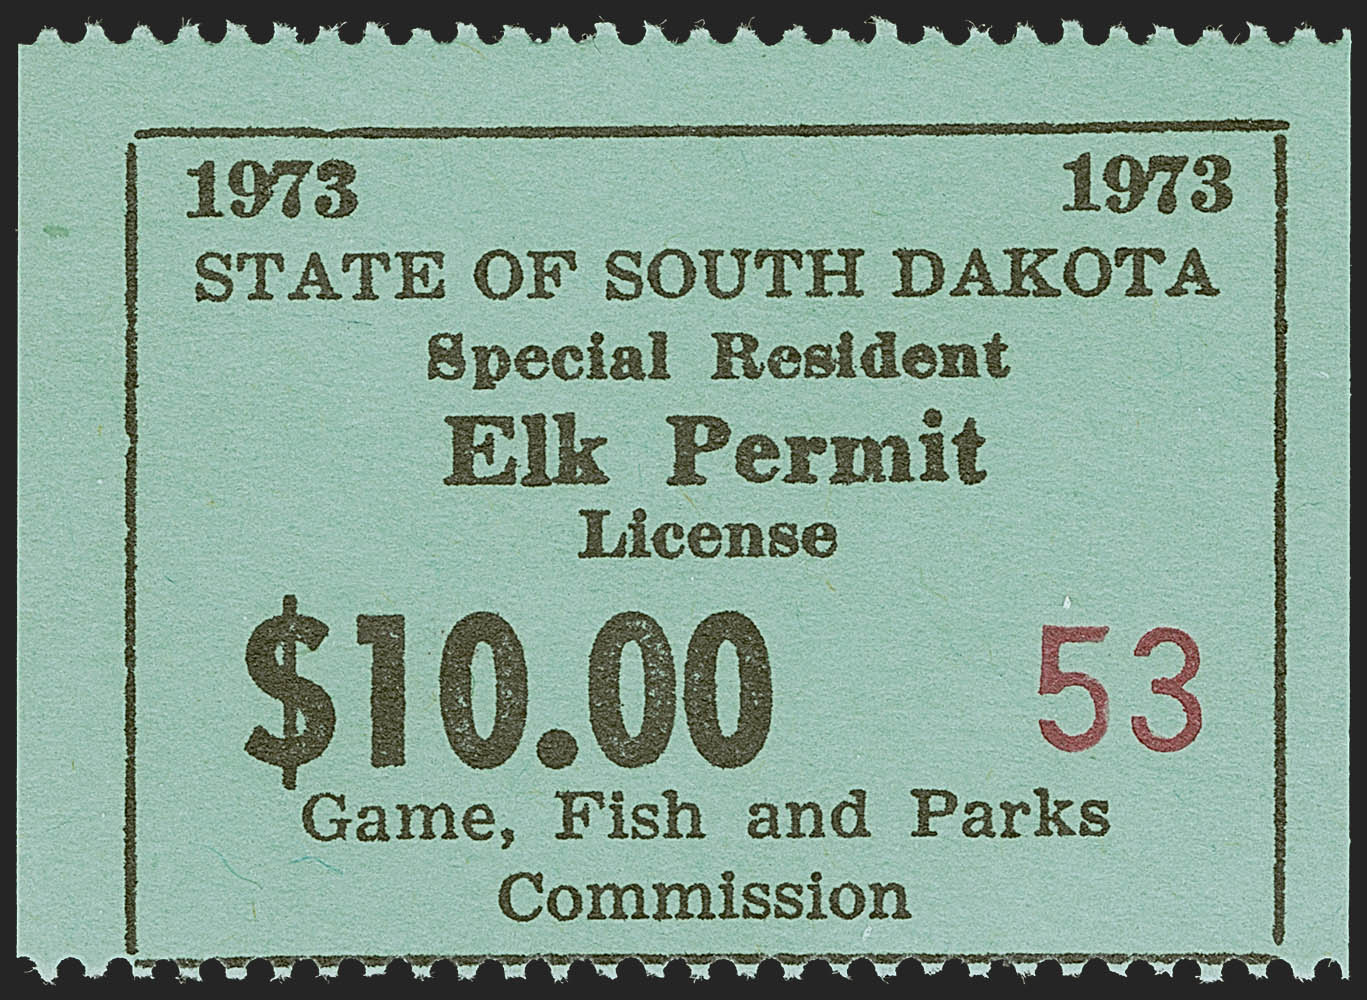 1973 1973
STATE OF SOUTH DAKOTA
Special Resident
Elk Permit
License
$10.00 53
Game, Fish and Parks
Commission